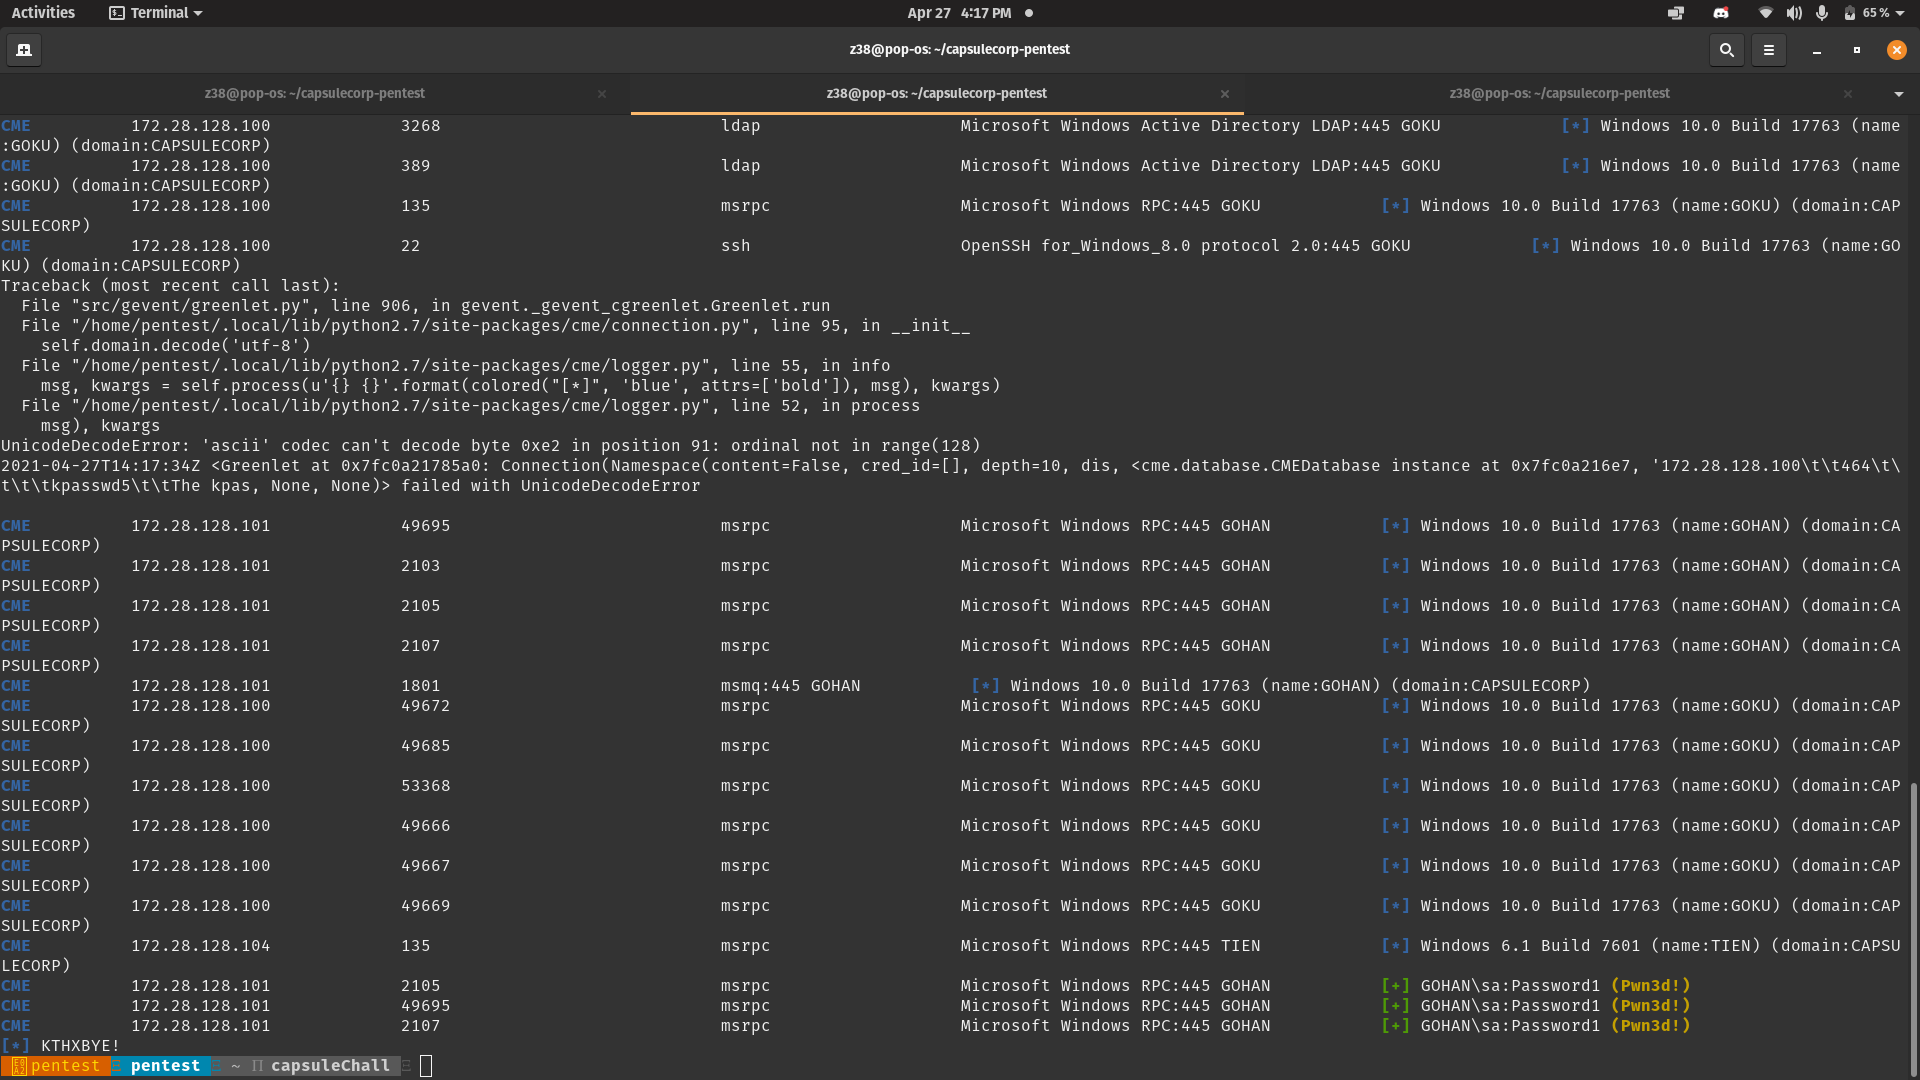 Activities Terminal Apr 27 4:17 PM 65 %
z38@pop-os: ~/capsulecorp-pentest
z38@pop-os: ~/capsulecorp-pentest × z38@pop-os: ~/capsulecorp-pentest × z38@pop-os: ~/capsulecorp-pentest ×
CME 172.28.128.100 3268 ldap Microsoft Windows Active Directory LDAP:445 GOKU [*] Windows 10.0 Build 17763 (name
:GOKU) (domain:CAPSULECORP)
CME 172.28.128.100 389 ldap Microsoft Windows Active Directory LDAP:445 GOKU [*] Windows 10.0 Build 17763 (name
:GOKU) (domain:CAPSULECORP)
CME 172.28.128.100 135 msrpc Microsoft Windows RPC:445 GOKU [*] Windows 10.0 Build 17763 (name:GOKU) (domain:CAP
SULECORP)
CME 172.28.128.100 22 ssh OpenSSH for_Windows_8.0 protocol 2.0:445 GOKU [*] Windows 10.0 Build 17763 (name:GO
KU) (domain:CAPSULECORP)
Traceback (most recent call last):
File "src/gevent/greenlet.py", line 906, in gevent._gevent_cgreenlet.Greenlet.run
File "/home/pentest/.local/lib/python2.7/site-packages/cme/connection.py", line 95, in __init__
self.domain.decode('utf-8')
File "/home/pentest/.local/lib/python2.7/site-packages/cme/logger.py", line 55, in info
msg, kwargs = self.process(u'{} {}'.format(colored("[*]", 'blue', attrs=['bold']), msg), kwargs)
File "/home/pentest/.local/lib/python2.7/site-packages/cme/logger.py", line 52, in process
msg), kwargs
UnicodeDecodeError: 'ascii' codec can't decode byte 0xe2 in position 91: ordinal not in range(128)
2021-04-27T14:17:34Z <Greenlet at 0x7fc0a21785a0: Connection(Namespace(content=False, cred_id=[], depth=10, dis, <cme.database.CMEDatabase instance at 0x7fc0a216e7, '172.28.128.100\t\t464\t\
t\t\tkpasswd5\t\tThe kpas, None, None)> failed with UnicodeDecodeError
CME 172.28.128.101 49695 msrpc Microsoft Windows RPC:445 GOHAN [*] Windows 10.0 Build 17763 (name:GOHAN) (domain:CA
PSULECORP)
CME 172.28.128.101 2103 msrpc Microsoft Windows RPC:445 GOHAN [*] Windows 10.0 Build 17763 (name:GOHAN) (domain:CA
PSULECORP)
CME 172.28.128.101 2105 msrpc Microsoft Windows RPC:445 GOHAN [*] Windows 10.0 Build 17763 (name:GOHAN) (domain:CA
PSULECORP)
CME 172.28.128.101 2107 msrpc Microsoft Windows RPC:445 GOHAN [*] Windows 10.0 Build 17763 (name:GOHAN) (domain:CA
PSULECORP)
CME 172.28.128.101 1801 msmq:445 GOHAN [*] Windows 10.0 Build 17763 (name:GOHAN) (domain:CAPSULECORP)
CME 172.28.128.100 49672 msrpc Microsoft Windows RPC:445 GOKU [*] Windows 10.0 Build 17763 (name:GOKU) (domain:CAP
SULECORP)
CME 172.28.128.100 49685 msrpc Microsoft Windows RPC:445 GOKU [*] Windows 10.0 Build 17763 (name:GOKU) (domain:CAP
SULECORP)
CME 172.28.128.100 53368 msrpc Microsoft Windows RPC:445 GOKU [*] Windows 10.0 Build 17763 (name:GOKU) (domain:CAP
SULECORP)
CME 172.28.128.100 49666 msrpc Microsoft Windows RPC:445 GOKU [*] Windows 10.0 Build 17763 (name:GOKU) (domain:CAP
SULECORP)
CME 172.28.128.100 49667 msrpc Microsoft Windows RPC:445 GOKU [*] Windows 10.0 Build 17763 (name:GOKU) (domain:CAP
SULECORP)
CME 172.28.128.100 49669 msrpc Microsoft Windows RPC:445 GOKU [*] Windows 10.0 Build 17763 (name:GOKU) (domain:CAP
SULECORP)
CME 172.28.128.104 135 msrpc Microsoft Windows RPC:445 TIEN [*] Windows 6.1 Build 7601 (name:TIEN) (domain:CAPSU
LECORP)
CME 172.28.128.101 2105 msrpc Microsoft Windows RPC:445 GOHAN [+] GOHAN\sa:Password1 (Pwn3d!)
CME 172.28.128.101 49695 msrpc Microsoft Windows RPC:445 GOHAN [+] GOHAN\sa:Password1 (Pwn3d!)
CME 172.28.128.101 2107 msrpc Microsoft Windows RPC:445 GOHAN [+] GOHAN\sa:Password1 (Pwn3d!)
[*] KTHXBYE!
pentest pentest ~ capsuleChall